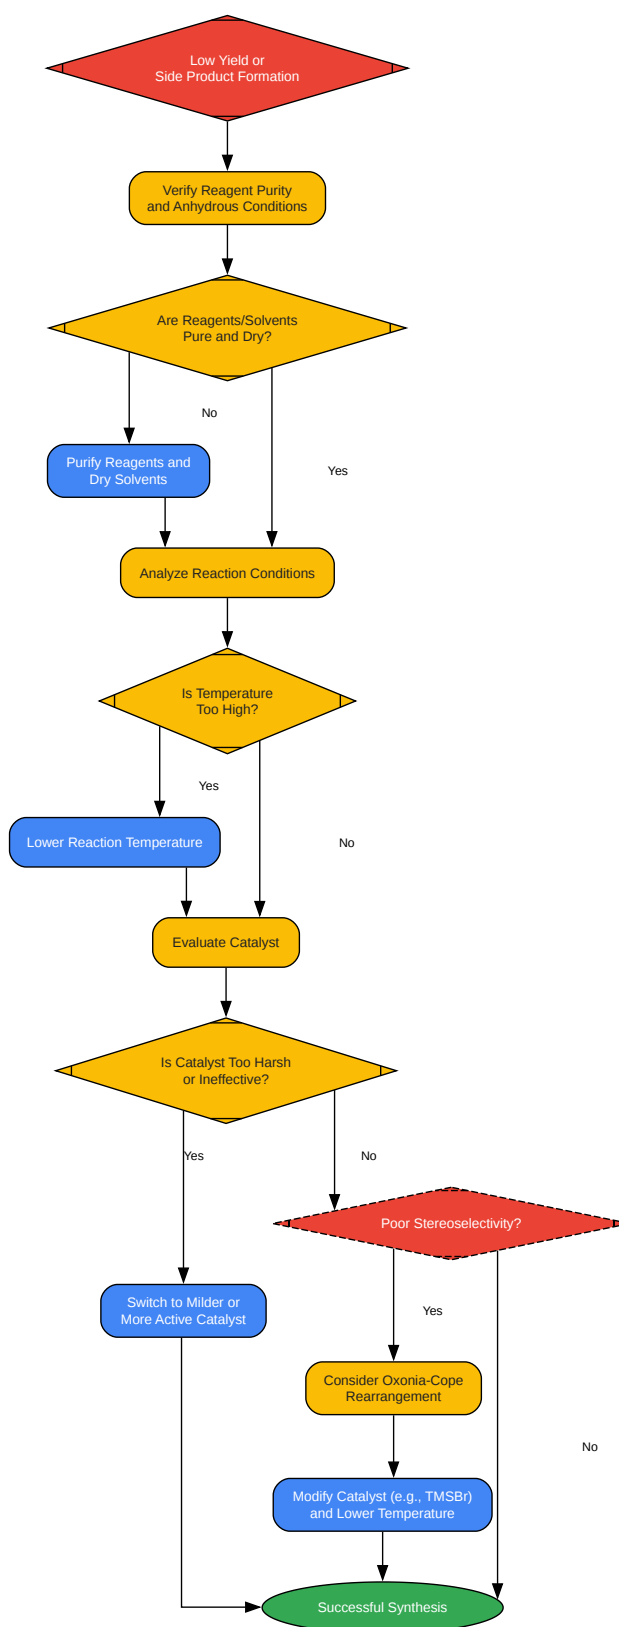 Low Yield or
Side Product Formation
Verify Reagent Purity
and Anhydrous Conditions
Are Reagents/Solvents
Pure and Dry?
No
Purify Reagents and
Dry Solvents
Yes
Analyze Reaction Conditions
Is Temperature
Too High?
Yes
Lower Reaction Temperature
No
Evaluate Catalyst
Is Catalyst Too Harsh
or Ineffective?
Yes
No
Poor Stereoselectivity?
Switch to Milder or
More Active Catalyst
Yes
Consider Oxonia-Cope
Rearrangement
No
Modify Catalyst (e.g., TMSBr)
and Lower Temperature
Successful Synthesis